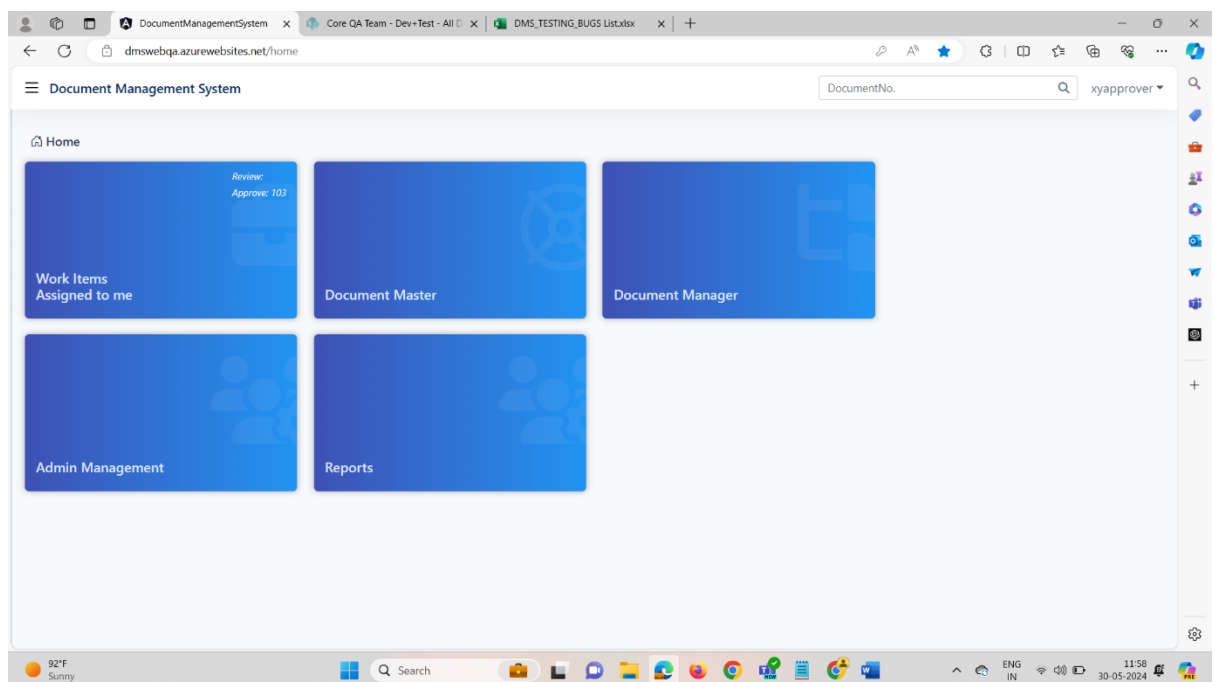 DocumentManagementSystem
Core QA Team - Dev+Test - All D
DMS_TESTING_BUGS List.xlsx
dmswebqa.azurewebsites.net/home
Document Management System
DocumentNo.
xyapprover
Home
Review:
Approve: 103
Work Items
Assigned to me
Document Master
Document Manager
Admin Management
Reports
92°F
Sunny
Search
ENG
IN
11:58
30-05-2024